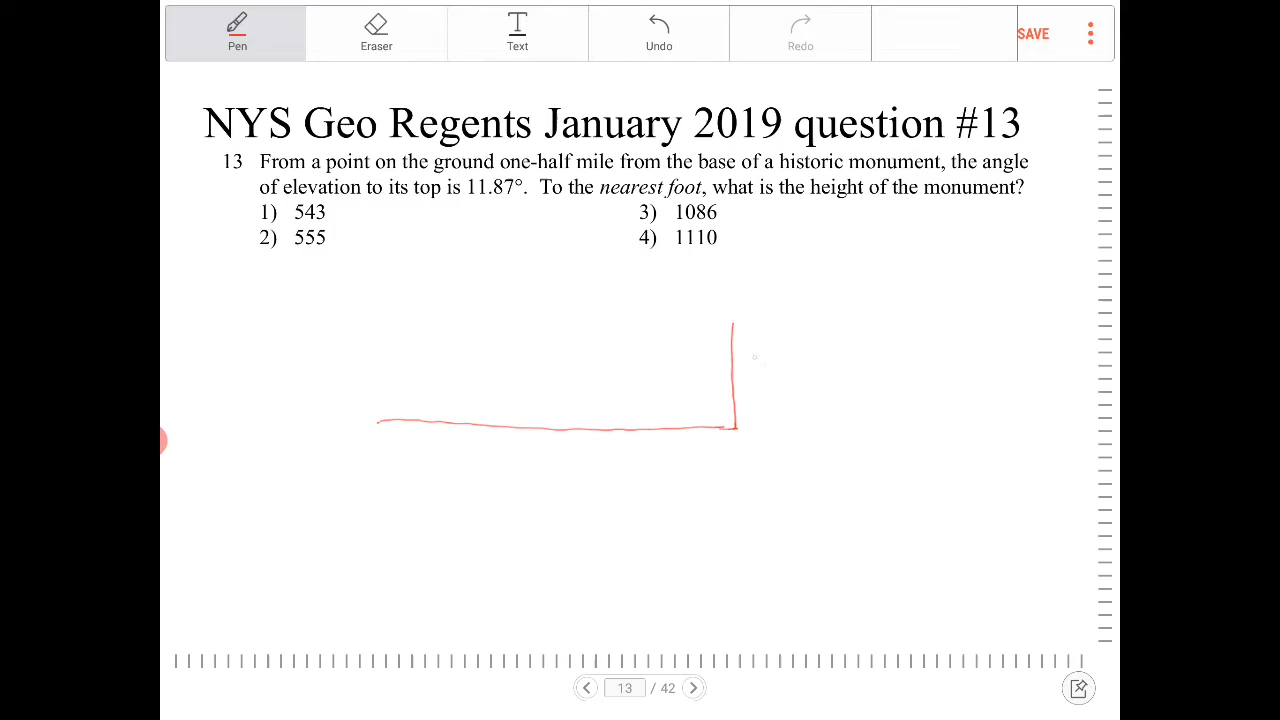 Pen
Eraser
Text
Undo
Redo
SAVE
NYS Geo Regents January 2019 question #13
13 From a point on the ground one-half mile from the base of a historic monument, the angle
of elevation to its top is 11.87°. To the nearest foot, what is the height of the monument?
1) 543
3) 1086
2) 555
4) 1110
13 / 42